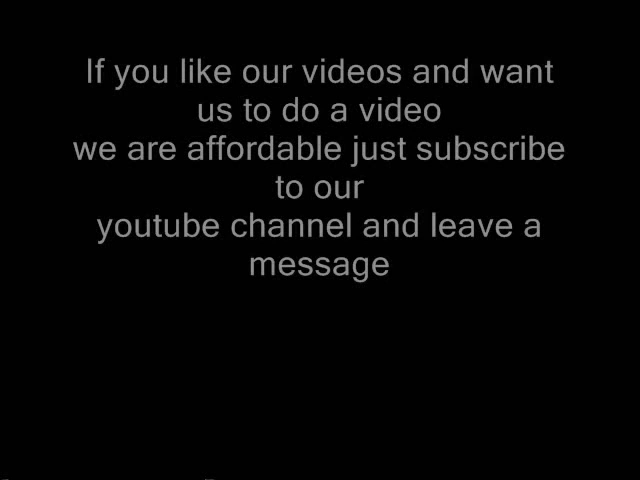 If you like our videos and want
us to do a video
we are affordable just subscribe
to our
youtube channel and leave a
message